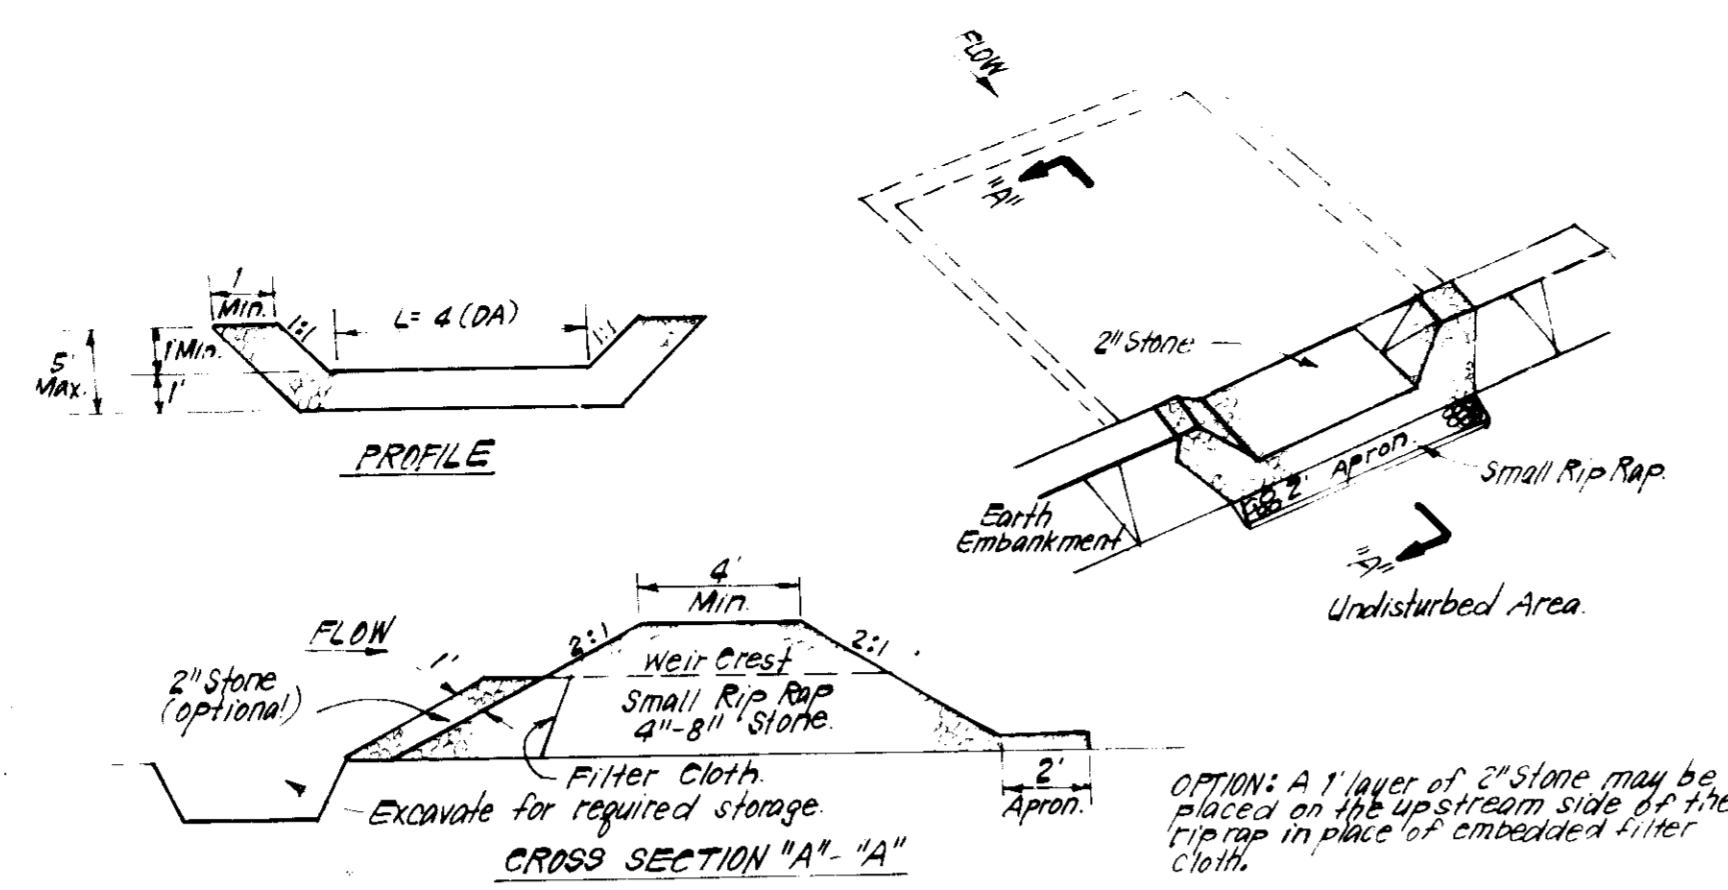 FLOW
"A"
1
Min.
1:1
L= 4 (DA)
1:1
5'
Max.
1' Min.
1'
PROFILE
2" Stone
Apron.
2'
Small Rip Rap.
Earth
Embankment
"A"
Undisturbed Area.
4'
Min.
FLOW
1'
2:1
2:1
2" Stone
(optional)
Weir Crest
Small Rip Rap
4"-8" Stone.
Filter Cloth.
Excavate for required storage.
2'
Apron.
CROSS SECTION "A"- "A"
OPTION: A 1' layer of 2" Stone may be
placed on the upstream side of the
riprap in place of embedded filter
cloth.